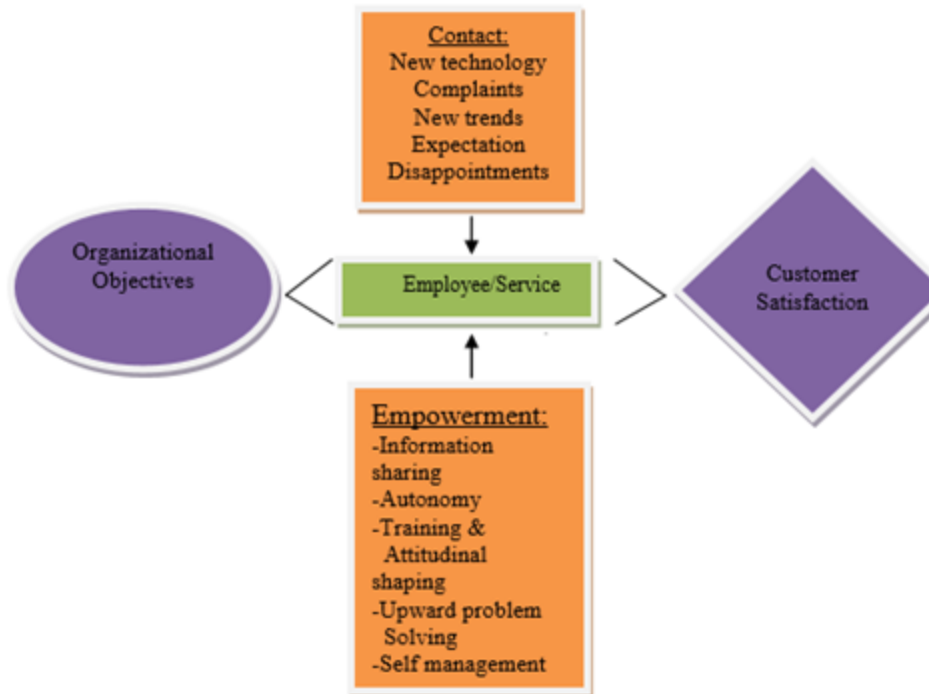 Contact:
New technology
Complaints
New trends
Expectation
Disappointments
Organizational
Objectives
Employee/Service
Customer
Satisfaction
Empowerment:
-Information
sharing
-Autonomy
-Training &
Attitudinal
shaping
-Upward problem
Solving
-Self management